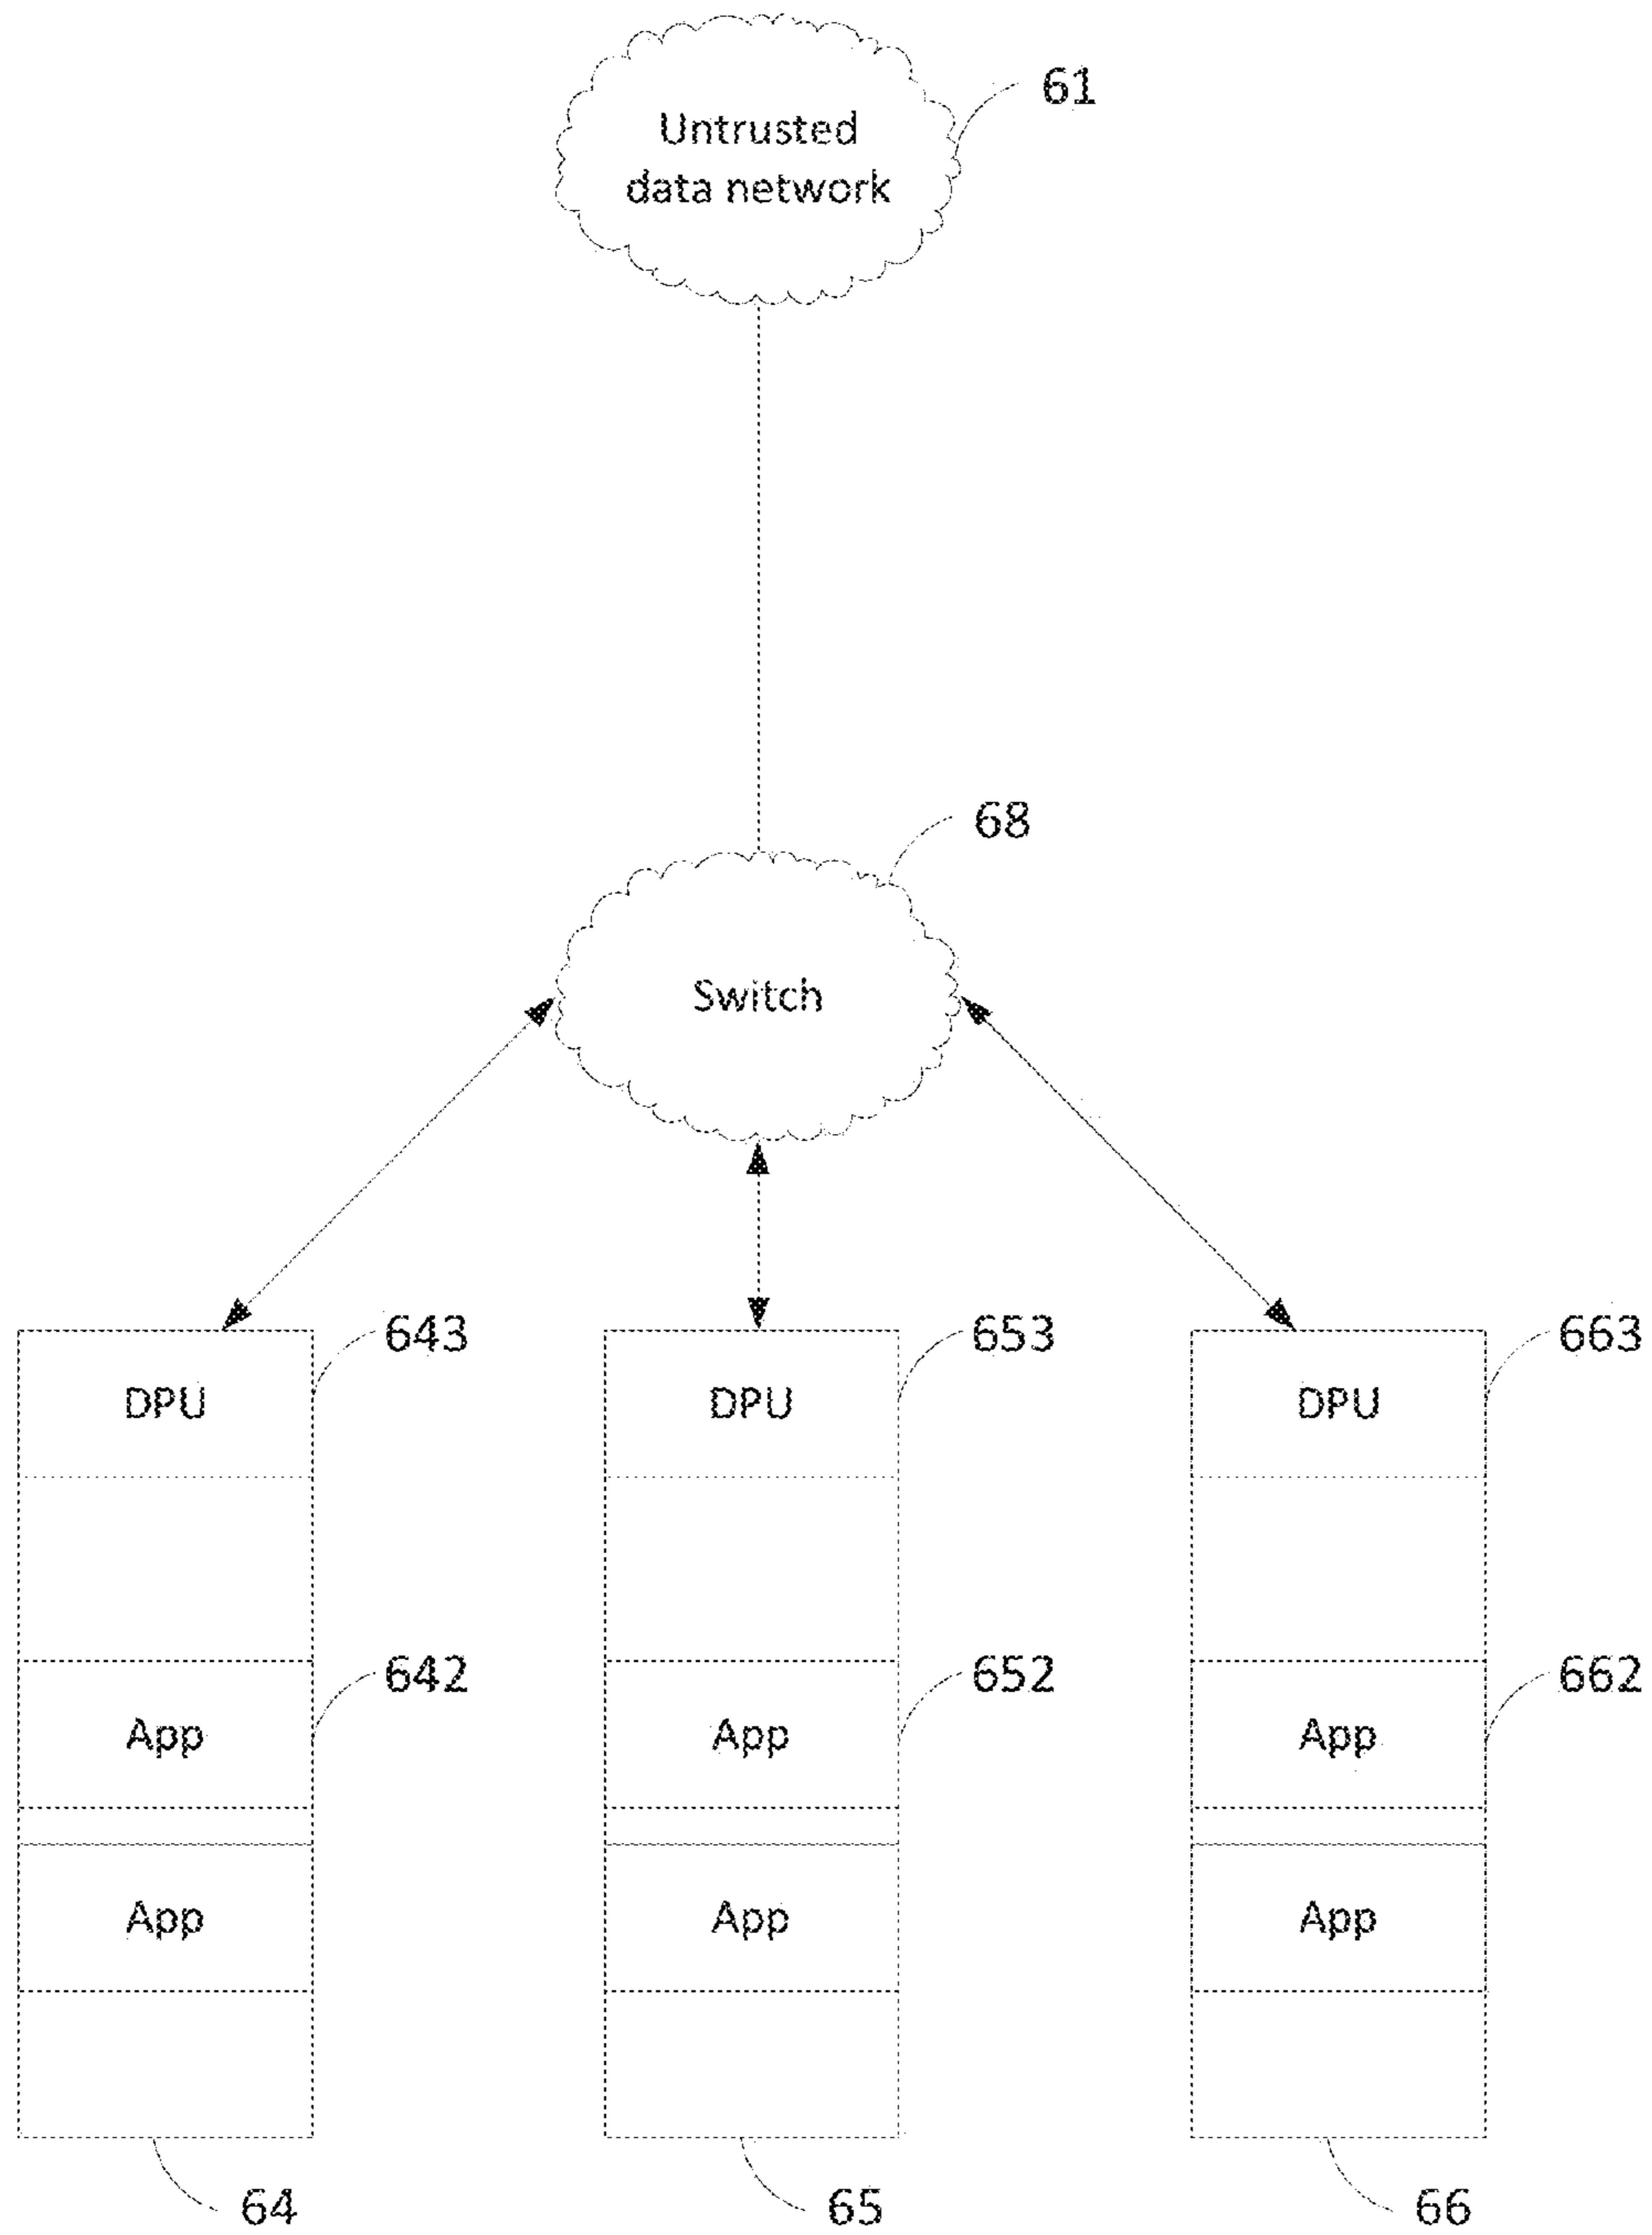 61
Untrusted
data network
68
Switch
643
653
663
DPU
DPU
DPU
642
652
662
App
App
App
App
App
App
64
65
66